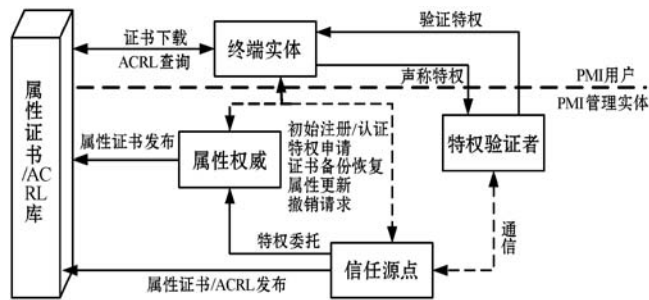 证书下载
ACRL查询
终端实体
验证特权
声称特权
PMI用户
PMI管理实体
属性证书/ACRL库
属性证书发布
属性权威
初始注册/认证
特权申请
证书备份恢复
属性更新
撤销请求
特权验证者
特权委托
通信
信任源点
属性证书/ACRL发布